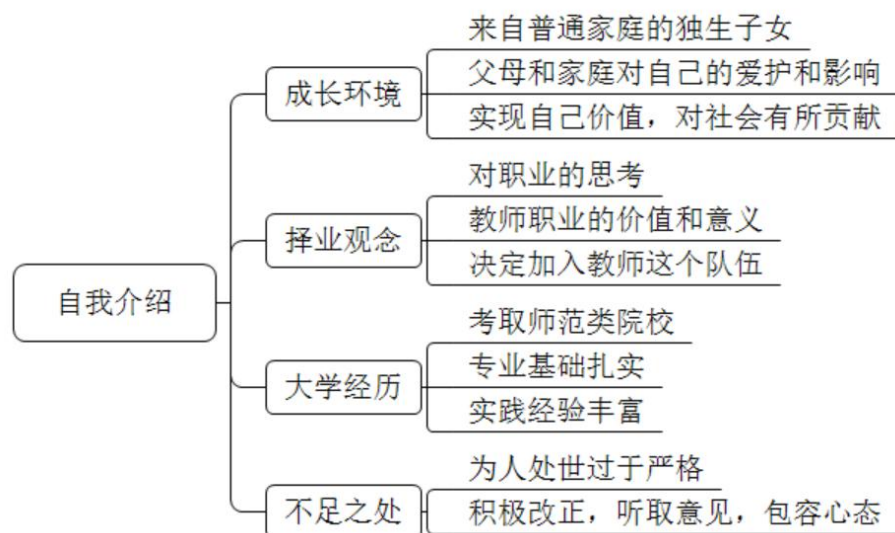 自我介绍
成长环境
来自普通家庭的独生子女
父母和家庭对自己的爱护和影响
实现自己价值，对社会有所贡献
择业观念
对职业的思考
教师职业的价值和意义
决定加入教师这个队伍
大学经历
考取师范类院校
专业基础扎实
实践经验丰富
不足之处
为人处世过于严格
积极改正，听取意见，包容心态